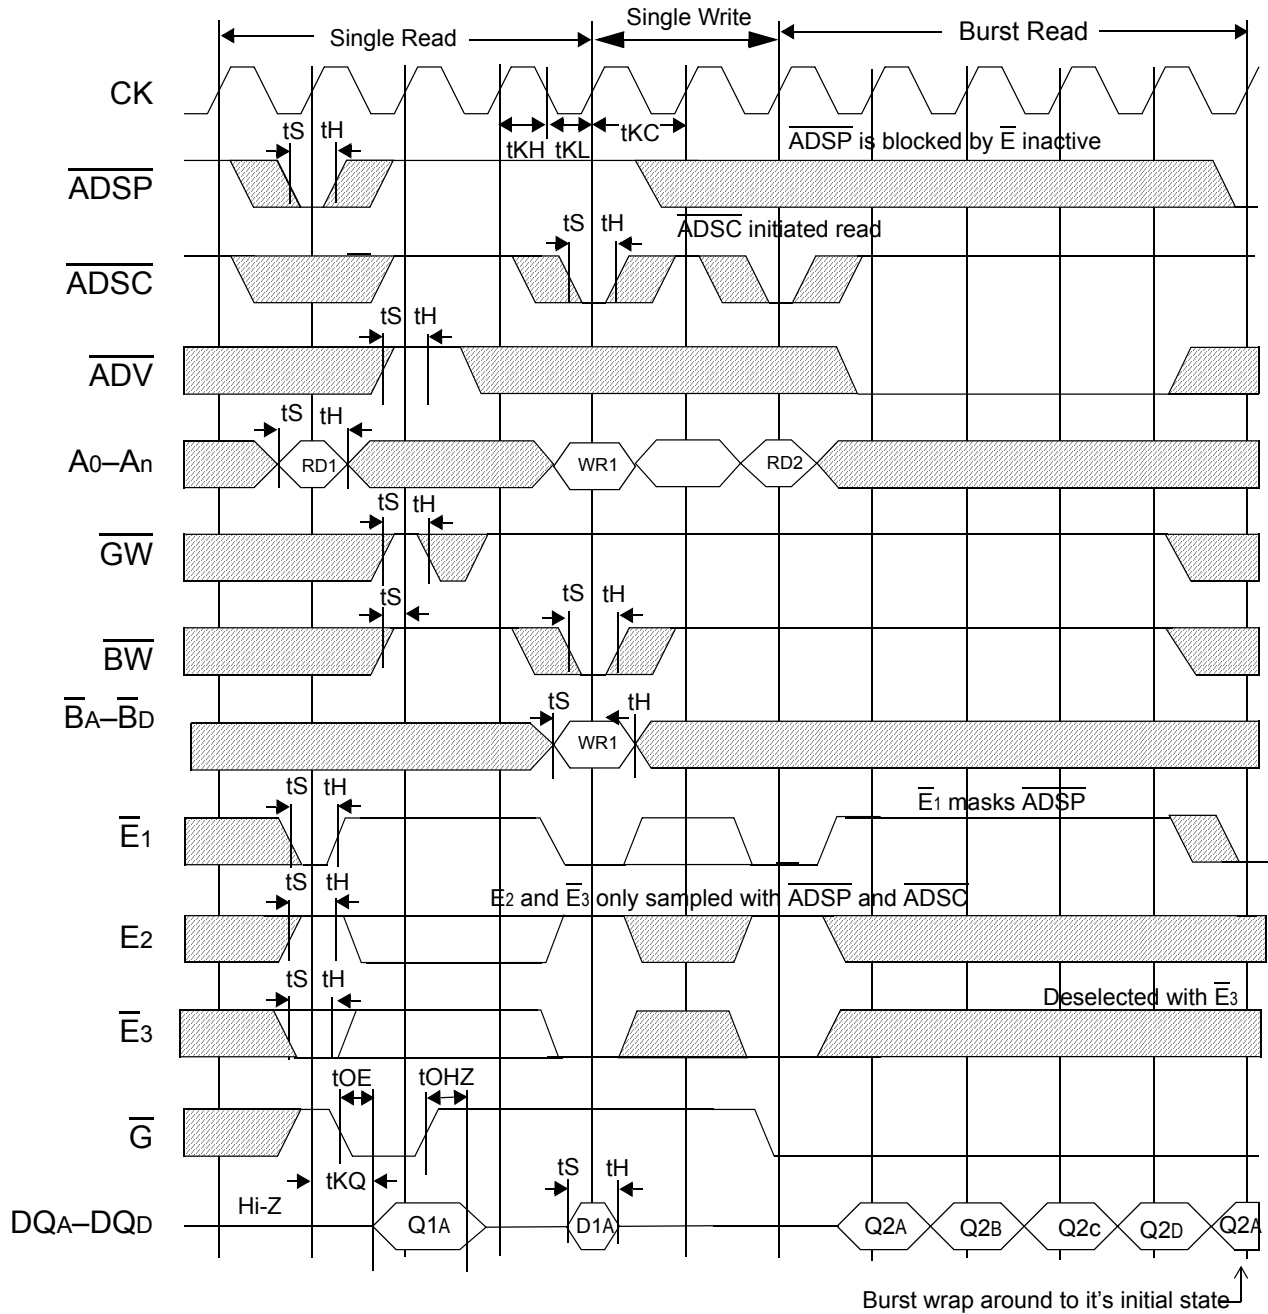 Single Read
Single Write
Burst Read
CK
tKH
tKL
tKC
ADSP is blocked by E inactive
tS
tH
ADSP
ADSC initiated read
tS
tH
ADSC
tS
tH
ADV
tS
tH
A0–An
RD1
WR1
RD2
tS
tH
GW
tS
tS
tH
BW
BA–BD
tS
tH
WR1
tS
tH
E1 masks ADSP
E1
tS
tH
E2 and E3 only sampled with ADSP and ADSC
E2
tS
tH
Deselected with E3
E3
tOE
tOHZ
G
tKQ
tS
tH
Hi-Z
DQA–DQD
Q1A
D1A
Q2A
Q2B
Q2c
Q2D
Q2A
Burst wrap around to it's initial state